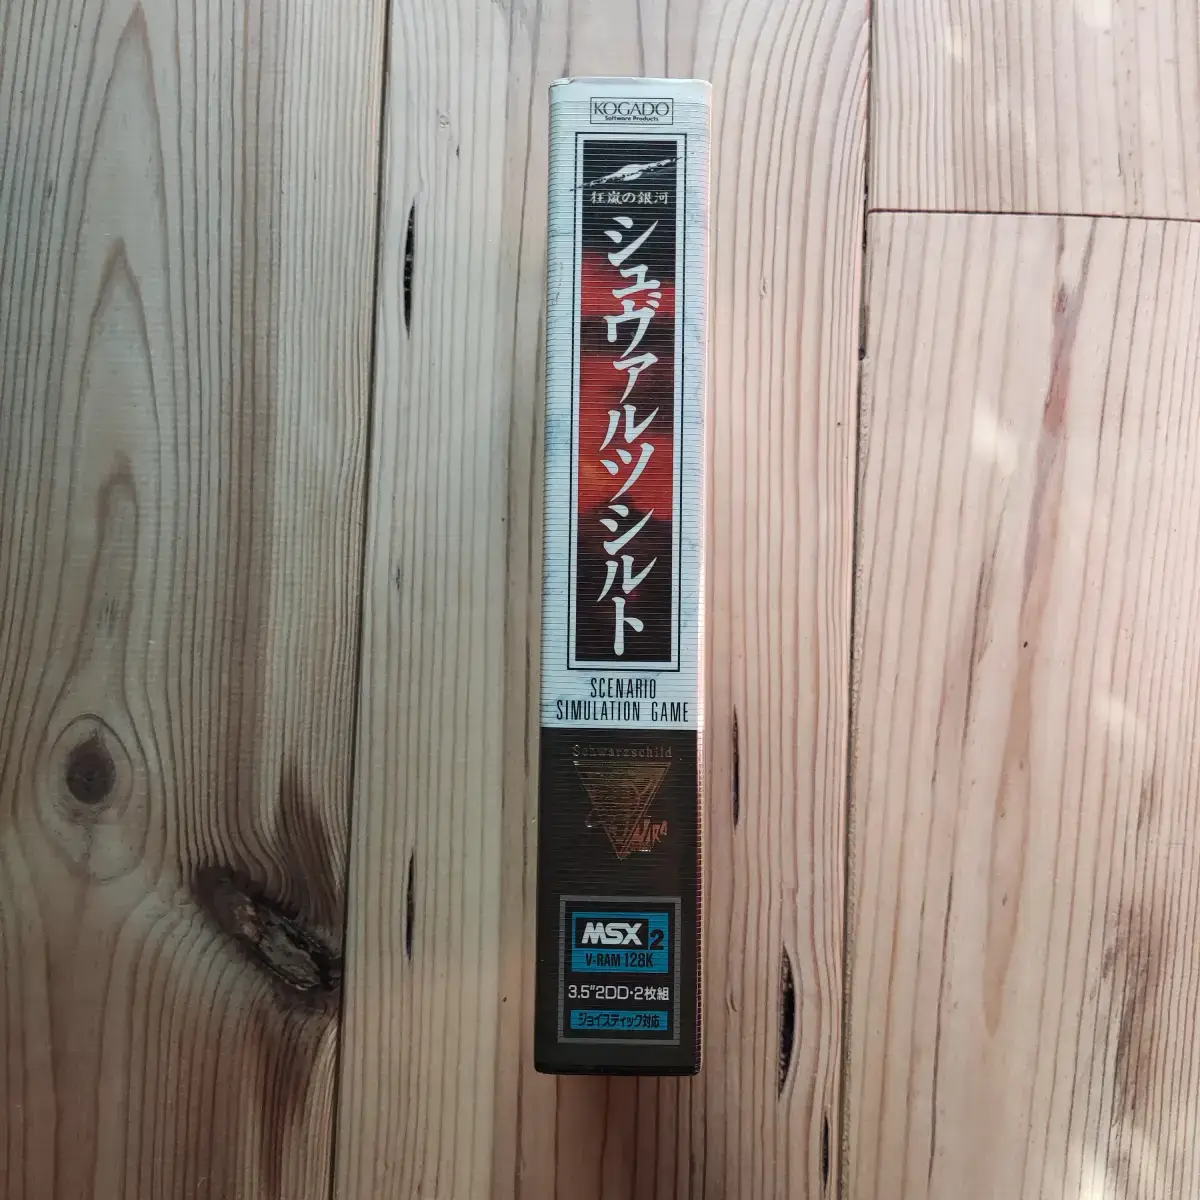 KOGADO
Software Products
狂嵐の銀河
シュヴァルツシルト
SCENARIO
SIMULATION GAME
Schwarzschild
MSX2
V-RAM 128K
3.5"2DD・2枚組
ジョイスティック対応